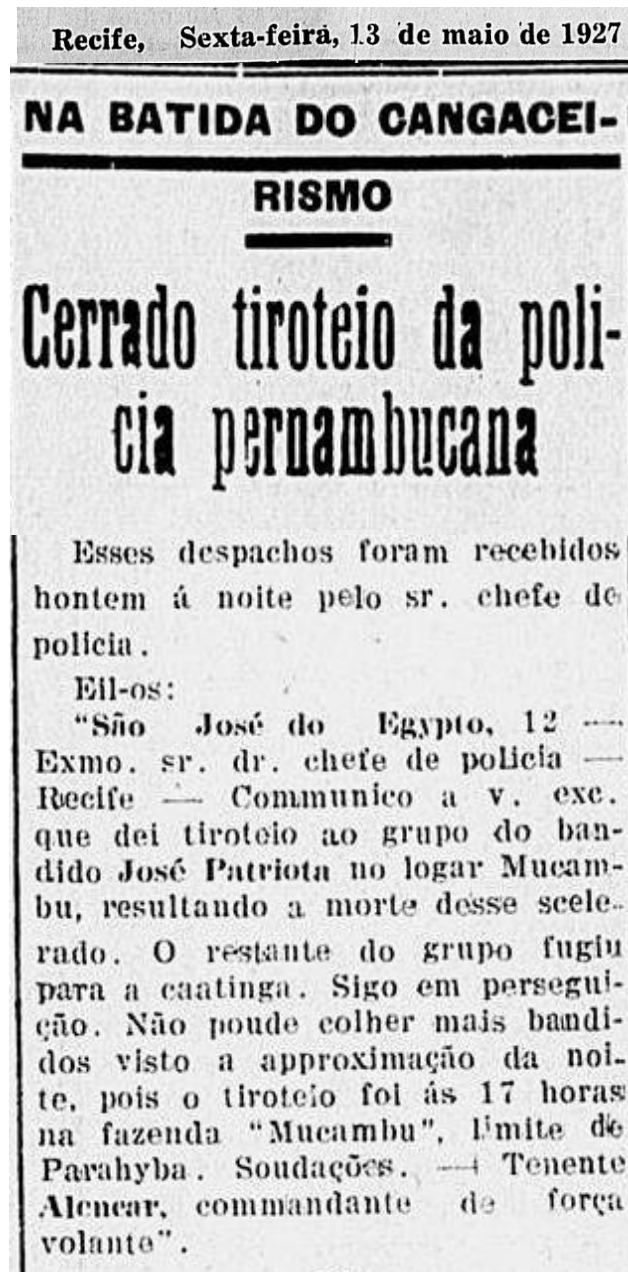 Recife, Sexta-feira, 13 de maio de 1927
NA BATIDA DO CANGACEI-
RISMO
Cerrado tiroteio da poli-
cia pernambucana
Esses despachos foram recebidos
hontem á noite pelo sr. chefe de
policia.
Eil-os:
"São José do Egypto, 12 —
Exmo. sr. dr. chefe de policia —
Recife — Communico a v. exc.
que dei tiroteio ao grupo do ban-
dido José Patriota no logar Mucam-
bu, resultando a morte desse scele-
rado. O restante do grupo fugiu
para a caatinga. Sigo em persegui-
ção. Não poude colher mais bandi-
dos visto a approximação da noi-
te, pois o tiroteio foi ás 17 horas
na fazenda "Mucambu", limite de
Parahyba. Soudações. — Tenente
Alencar, commandante de força
volante".